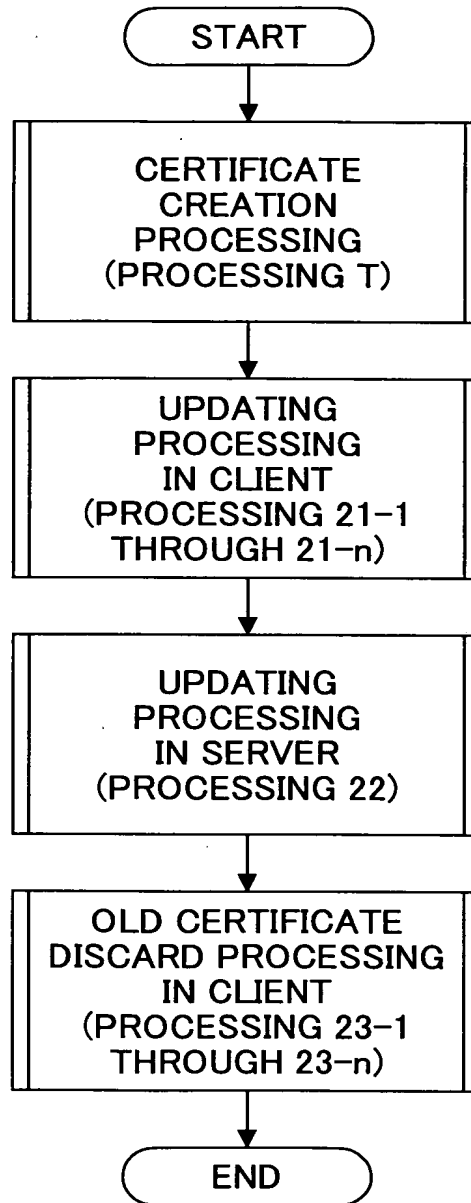 START
CERTIFICATE
CREATION
PROCESSING
(PROCESSING T)
UPDATING
PROCESSING
IN CLIENT
(PROCESSING 21-1
THROUGH 21-n)
UPDATING
PROCESSING
IN SERVER
(PROCESSING 22)
OLD CERTIFICATE
DISCARD PROCESSING
IN CLIENT
(PROCESSING 23-1
THROUGH 23-n)
END